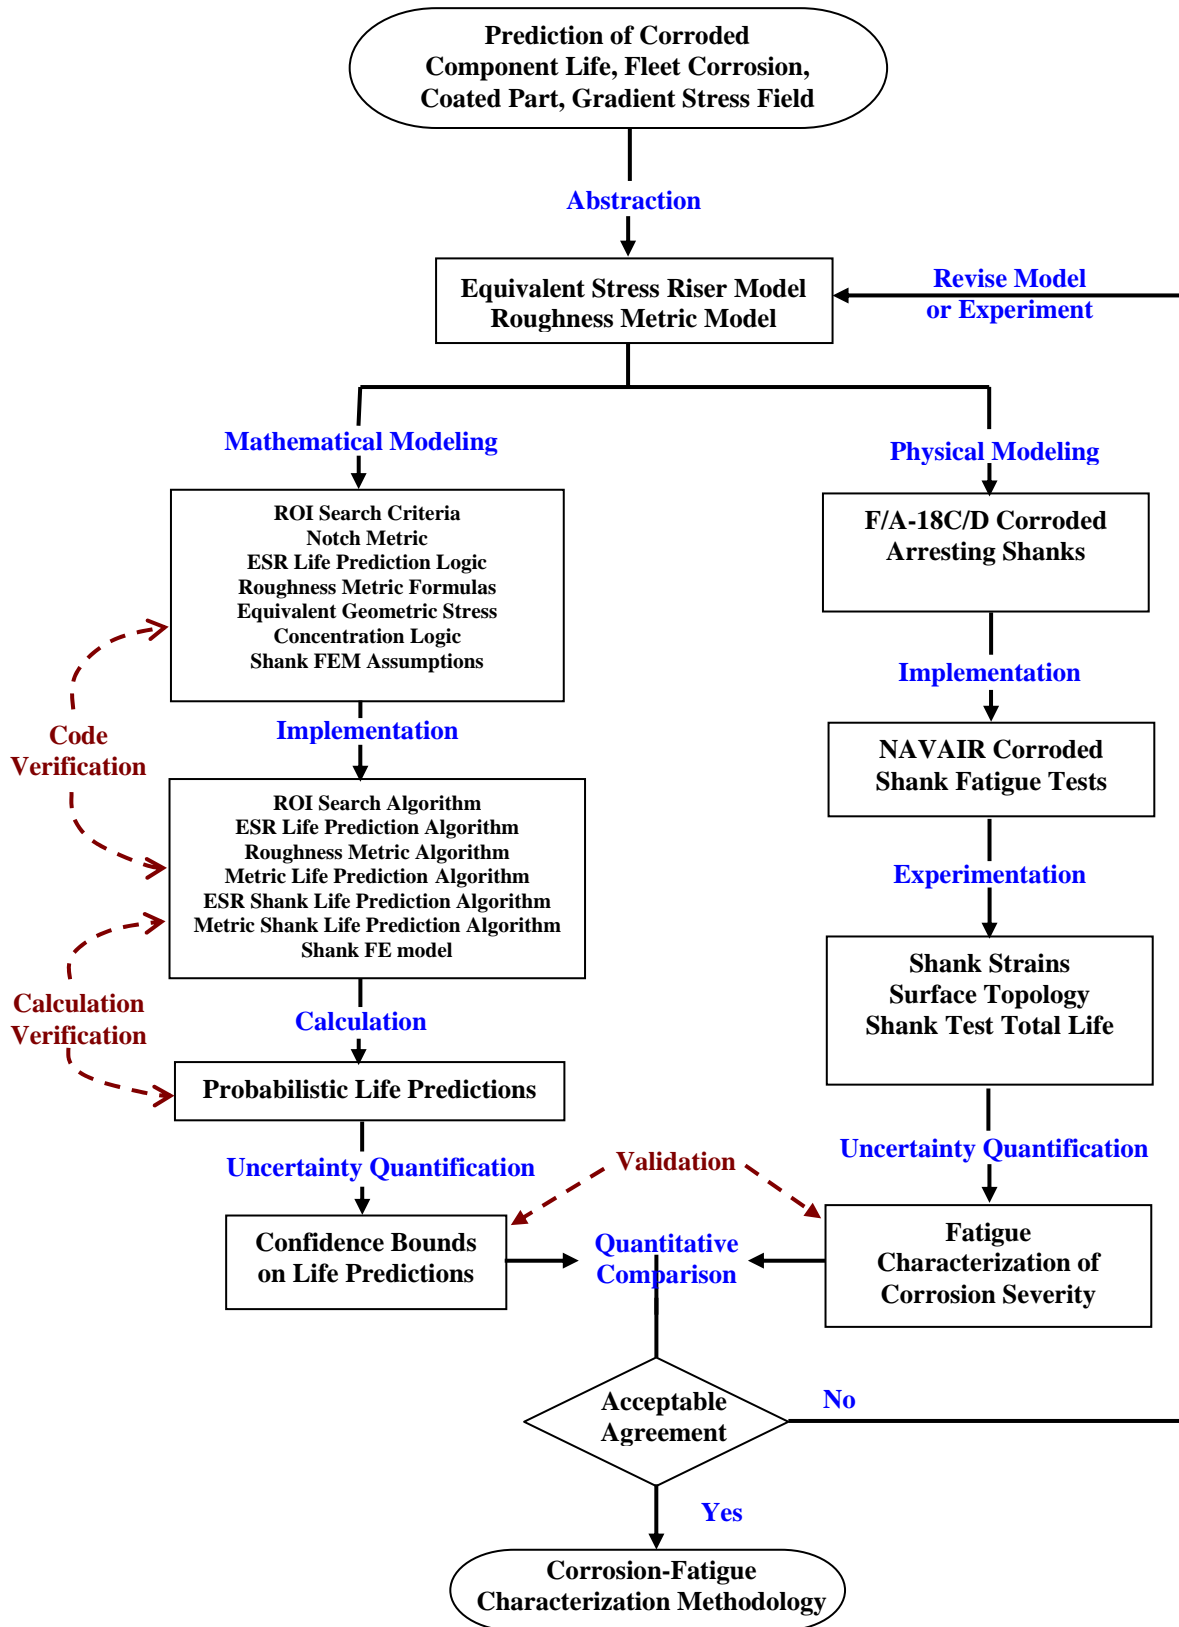 Prediction of Corroded
Component Life, Fleet Corrosion,
Coated Part, Gradient Stress Field
Abstraction
Equivalent Stress Riser Model
Roughness Metric Model
Revise Model
or Experiment
Mathematical Modeling
Physical Modeling
ROI Search Criteria
Notch Metric
ESR Life Prediction Logic
Roughness Metric Formulas
Equivalent Geometric Stress
Concentration Logic
Shank FEM Assumptions
F/A-18C/D Corroded
Arresting Shanks
Implementation
Implementation
Code
Verification
NAVAIR Corroded
Shank Fatigue Tests
ROI Search Algorithm
ESR Life Prediction Algorithm
Roughness Metric Algorithm
Metric Life Prediction Algorithm
ESR Shank Life Prediction Algorithm
Metric Shank Life Prediction Algorithm
Shank FE model
Experimentation
Shank Strains
Surface Topology
Shank Test Total Life
Calculation
Verification
Calculation
Probabilistic Life Predictions
Uncertainty Quantification
Validation
Uncertainty Quantification
Confidence Bounds
on Life Predictions
Quantitative
Comparison
Fatigue
Characterization of
Corrosion Severity
Acceptable
Agreement
No
Yes
Corrosion-Fatigue
Characterization Methodology